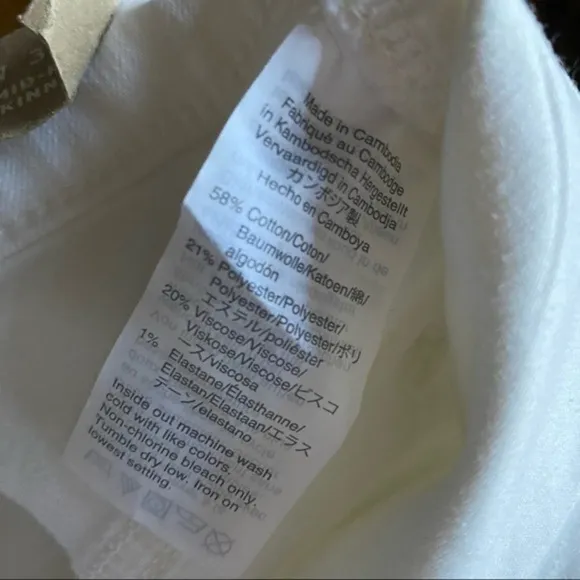 MID-R
KINN
Made in Cambodia
Fabriqué au Cambodge
in Kambodscha Hergestellt
Vervaardigd in Cambodja
カンボジア製
Hecho en Camboya
58% Cotton/Coton/
Baumwolle/Katoen/綿/
algodón
21% Polyester/Polyester/
Polyester/Polyester/ポリ
エステル/poliéster
20% Viscose/Viscose/
Viskose/Viscose/ビスコ
ース/viscosa
1% Elastane/Élasthanne/
Elastan/Elastaan/エラス
テーン/elastano
Inside out machine wash
cold with like colors.
Non-chlorine bleach only.
Tumble dry low. Iron on
lowest setting.